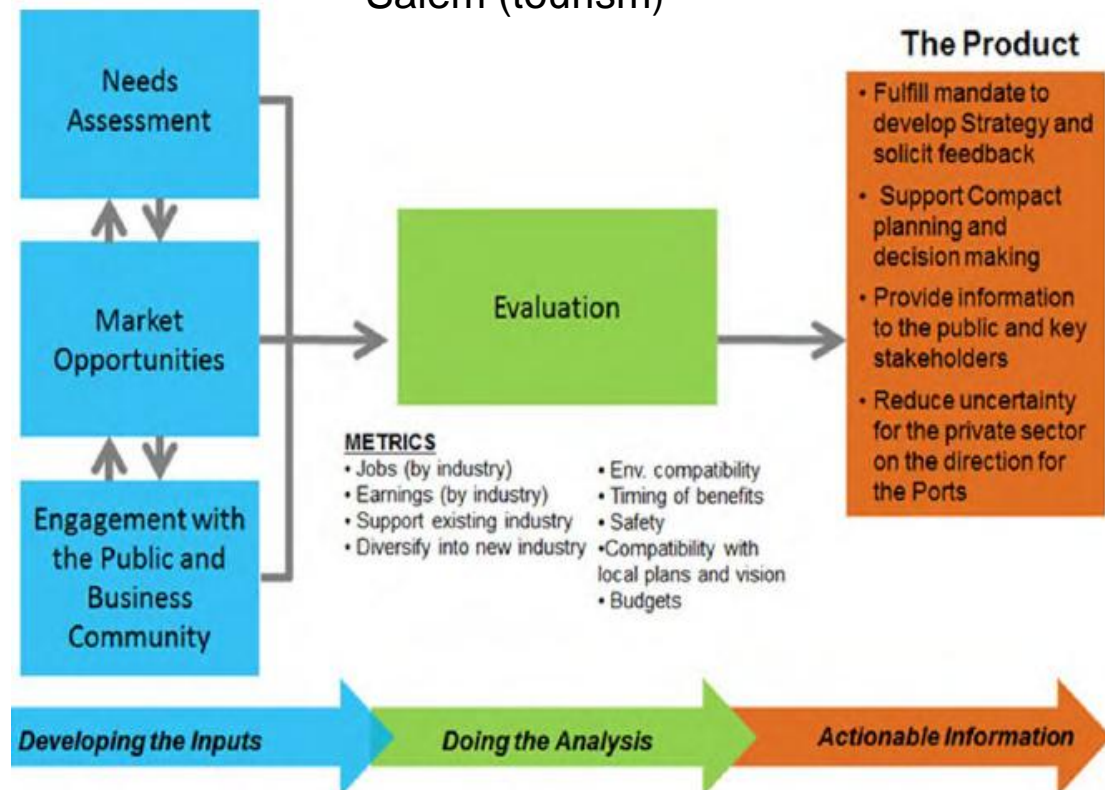 Salem (tourism)
Needs
Assessment
Market
Opportunities
Engagement with
the Public and
Business
Community
Evaluation
METRICS
• Jobs (by industry)
• Earnings (by industry)
• Support existing industry
• Diversify into new industry
• Env. compatibility
• Timing of benefits
• Safety
•Compatibility with
local plans and vision
• Budgets
The Product
• Fulfill mandate to
develop Strategy and
solicit feedback
• Support Compact
planning and
decision making
• Provide information
to the public and key
stakeholders
• Reduce uncertainty
for the private sector
on the direction for
the Ports
Developing the Inputs
Doing the Analysis
Actionable Information